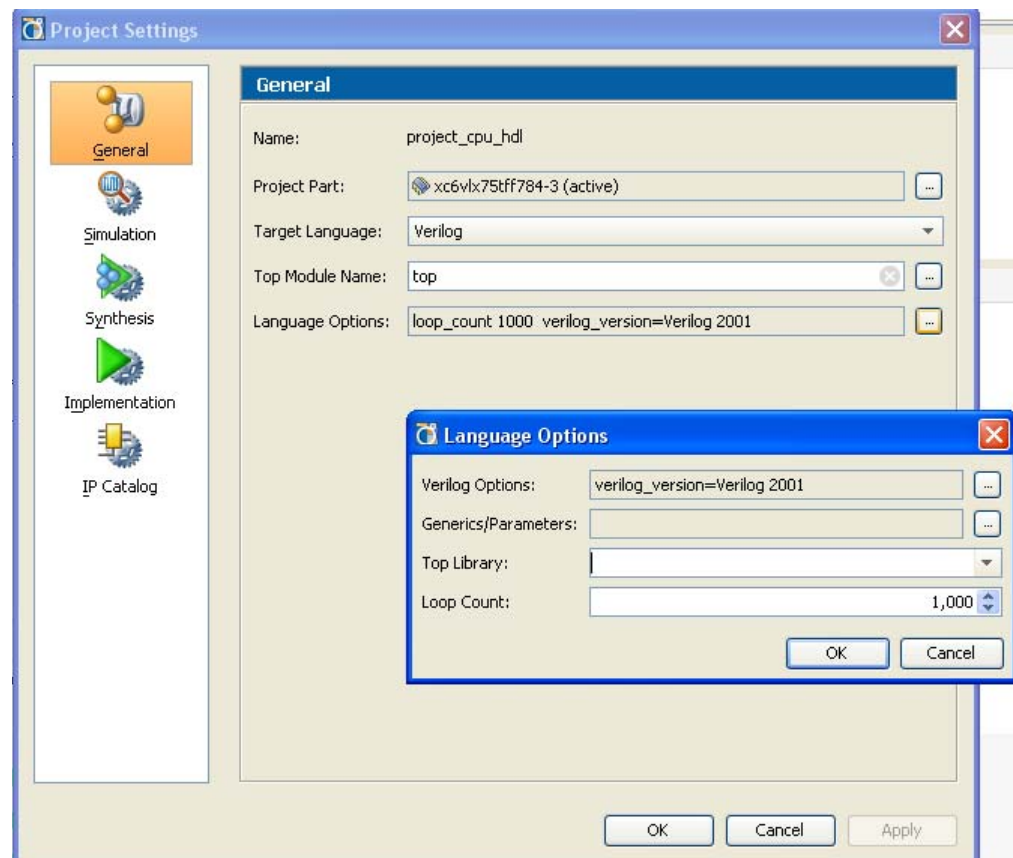 Project Settings
General
Simulation
Synthesis
Implementation
IP Catalog
General
Name: project_cpu_hdl
Project Part: xc6vlx75tff784-3 (active) ...
Target Language: Verilog
Top Module Name: top ...
Language Options: loop_count 1000 verilog_version=Verilog 2001 ...
Language Options
Verilog Options: verilog_version=Verilog 2001 ...
Generics/Parameters: ...
Top Library:
Loop Count: 1,000
OK Cancel
OK Cancel Apply